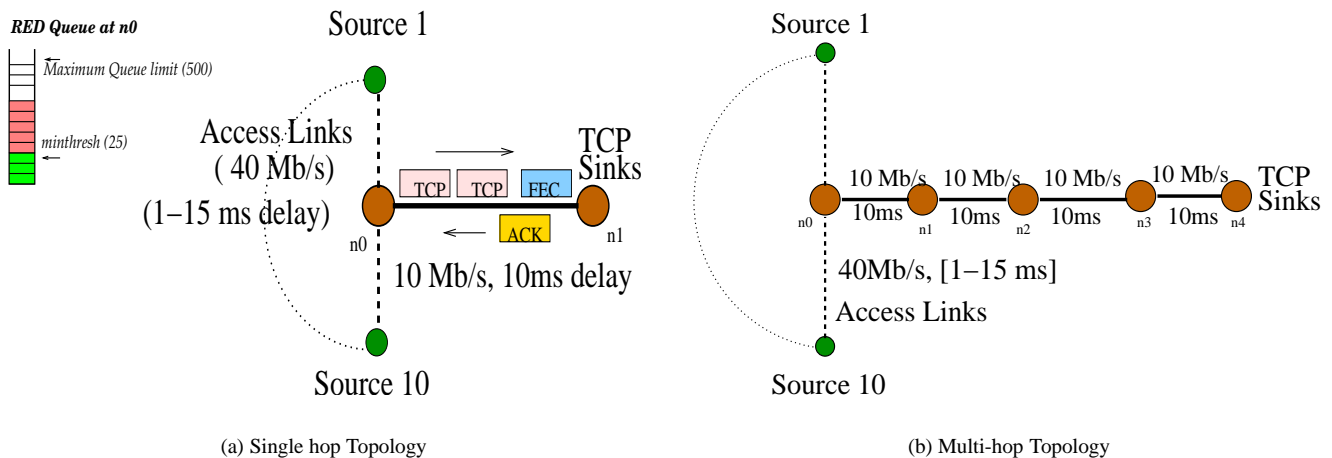 RED Queue at n0
Maximum Queue limit (500)
minthresh (25)
Source 1
Access Links
( 40 Mb/s)
(1–15 ms delay)
TCP
Sinks
TCP
TCP
FEC
ACK
n0
n1
10 Mb/s, 10ms delay
Source 10
(a) Single hop Topology
Source 1
10 Mb/s
10 Mb/s
10 Mb/s
10 Mb/s
TCP
Sinks
10ms
10ms
10ms
10ms
n0
n1
n2
n3
n4
40Mb/s, [1–15 ms]
Access Links
Source 10
(b) Multi-hop Topology